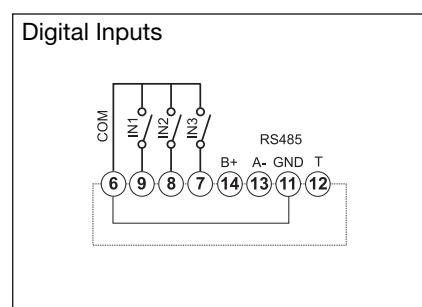 Digital Inputs
COM IN1 IN2 IN3
RS485
B+ A- GND T
6 9 8 7 14 13 11 12